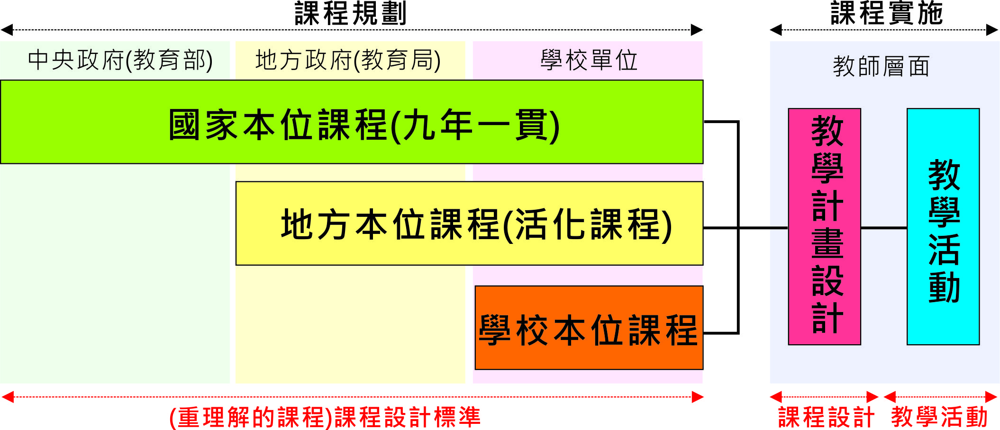 課程規劃
課程實施
中央政府(教育部)
地方政府(教育局)
學校單位
教師層面
國家本位課程(九年一貫)
地方本位課程(活化課程)
學校本位課程
教學計畫設計
教學活動
(重理解的課程)課程設計標準
課程設計
教學活動